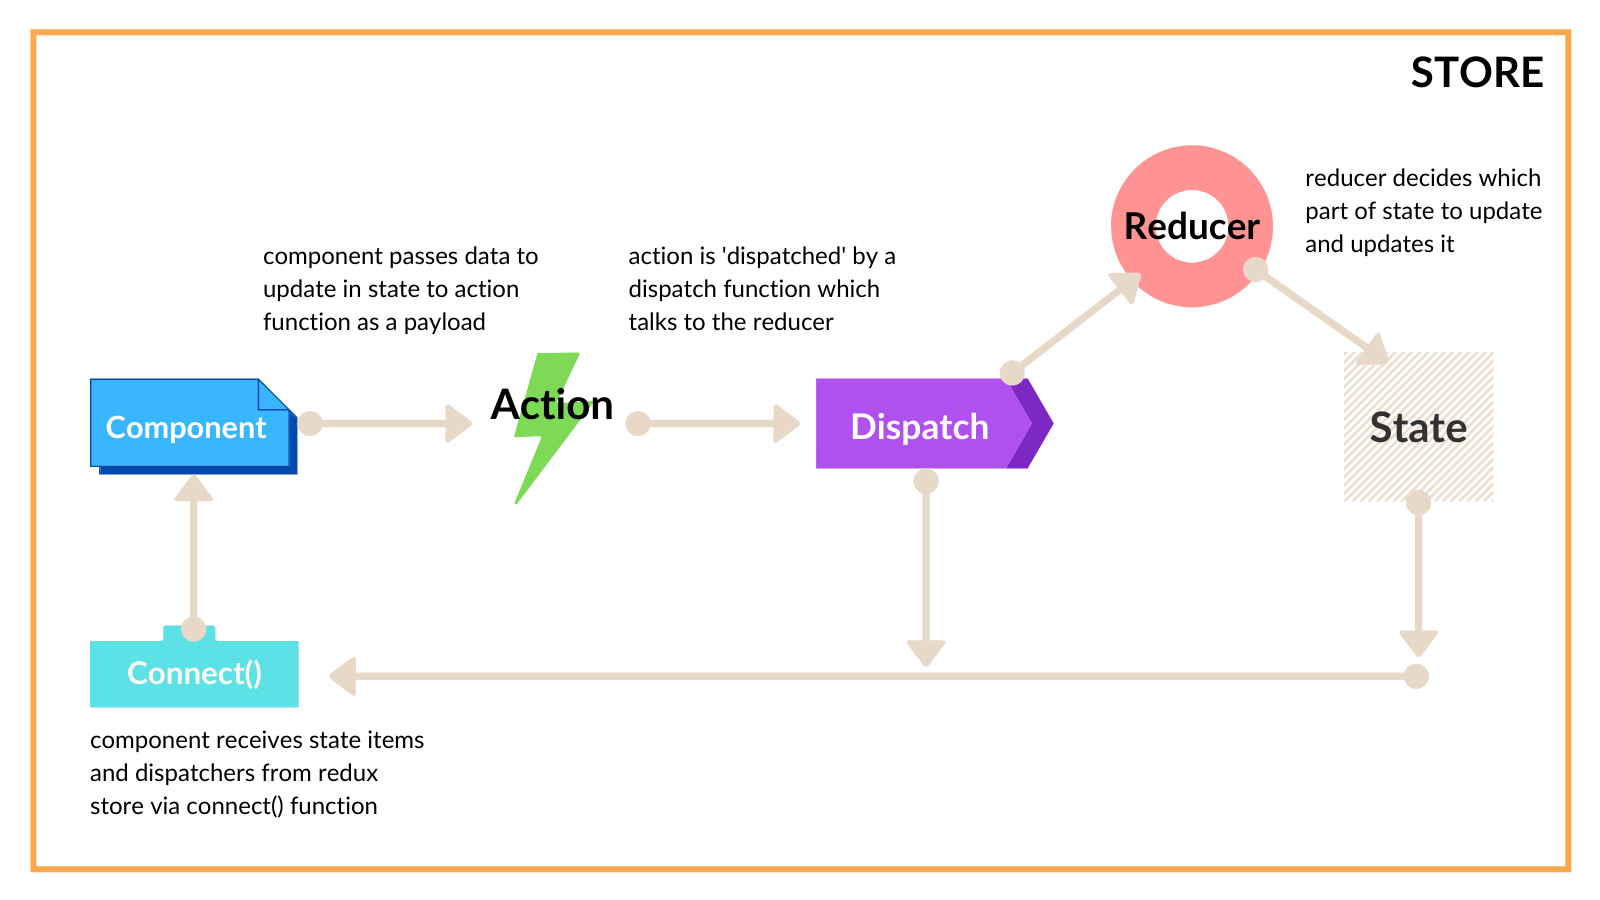 STORE
Reducer
reducer decides which
part of state to update
and updates it
component passes data to
update in state to action
function as a payload
action is 'dispatched' by a
dispatch function which
talks to the reducer
Component
Action
Dispatch
State
Connect()
component receives state items
and dispatchers from redux
store via connect() function